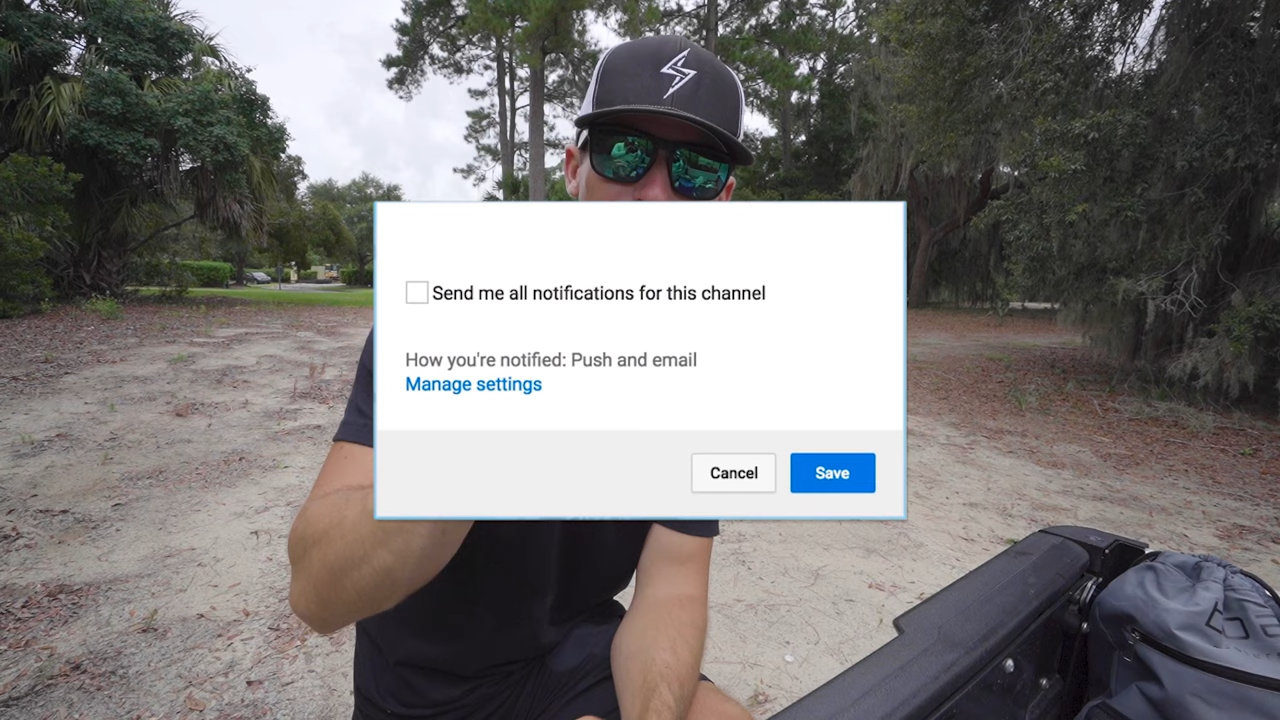 Send me all notifications for this channel
How you're notified: Push and email
Manage settings
Cancel
Save